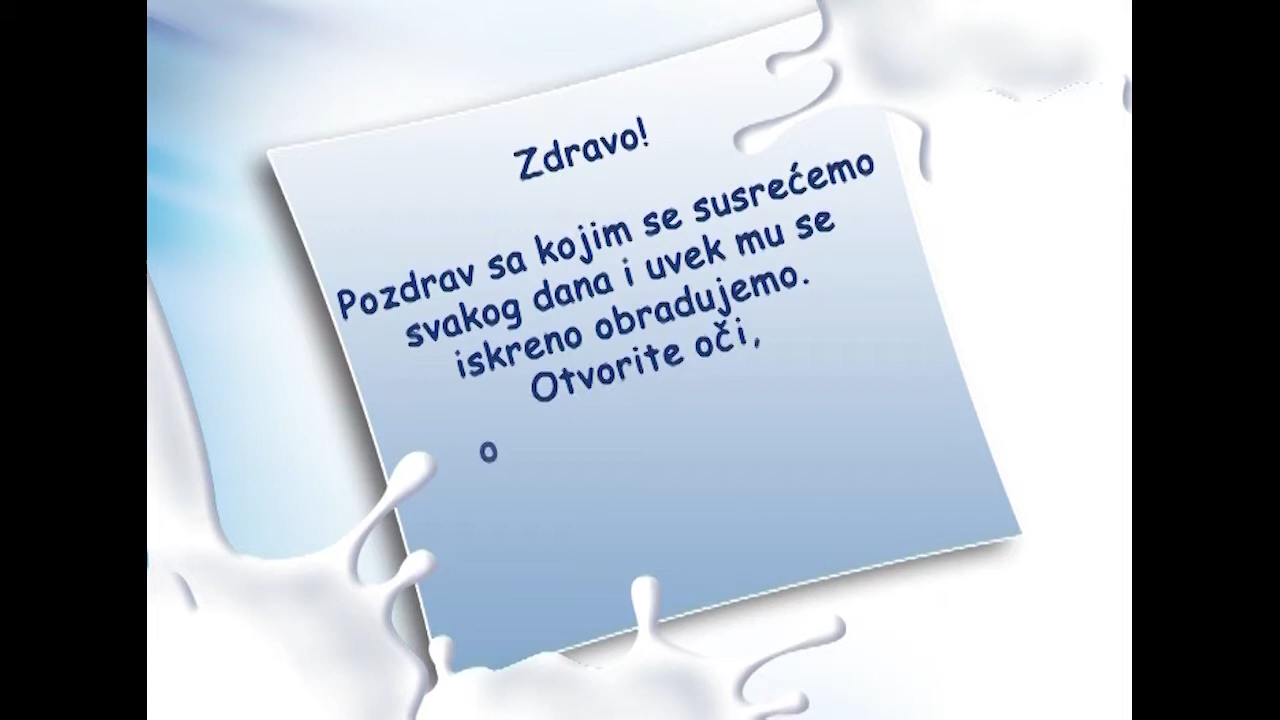 Zdravo!
Pozdrav sa kojim se susrećemo
svakog dana i uvek mu se
iskreno obradujemo.
Otvorite oči,
o